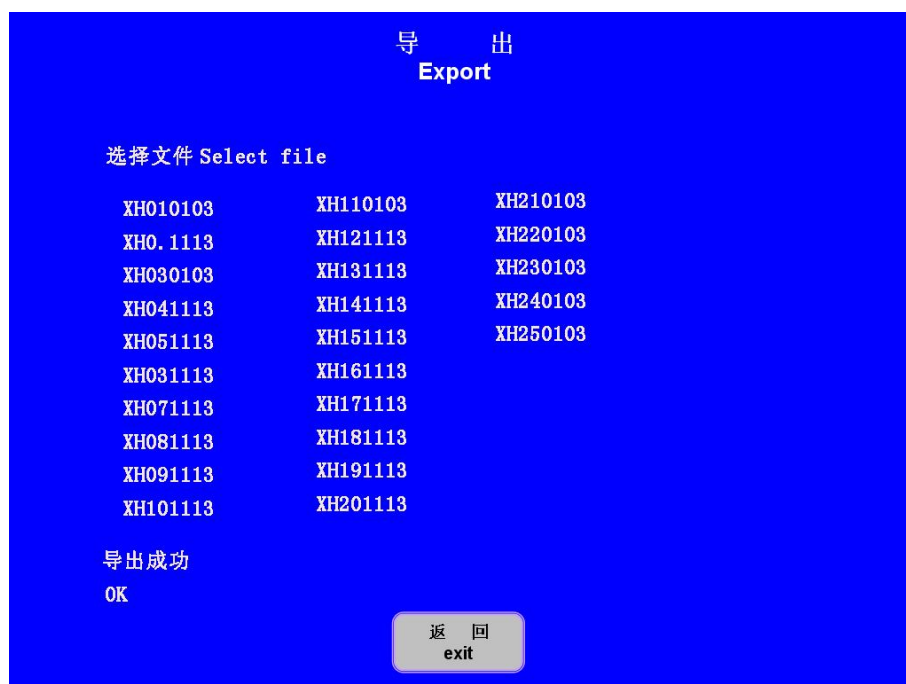 导 出
Export
选择文件 Select file
XH010103
XH0.1113
XH030103
XH041113
XH051113
XH031113
XH071113
XH081113
XH091113
XH101113
XH110103
XH121113
XH131113
XH141113
XH151113
XH161113
XH171113
XH181113
XH191113
XH201113
XH210103
XH220103
XH230103
XH240103
XH250103
导出成功
OK
返 回
exit